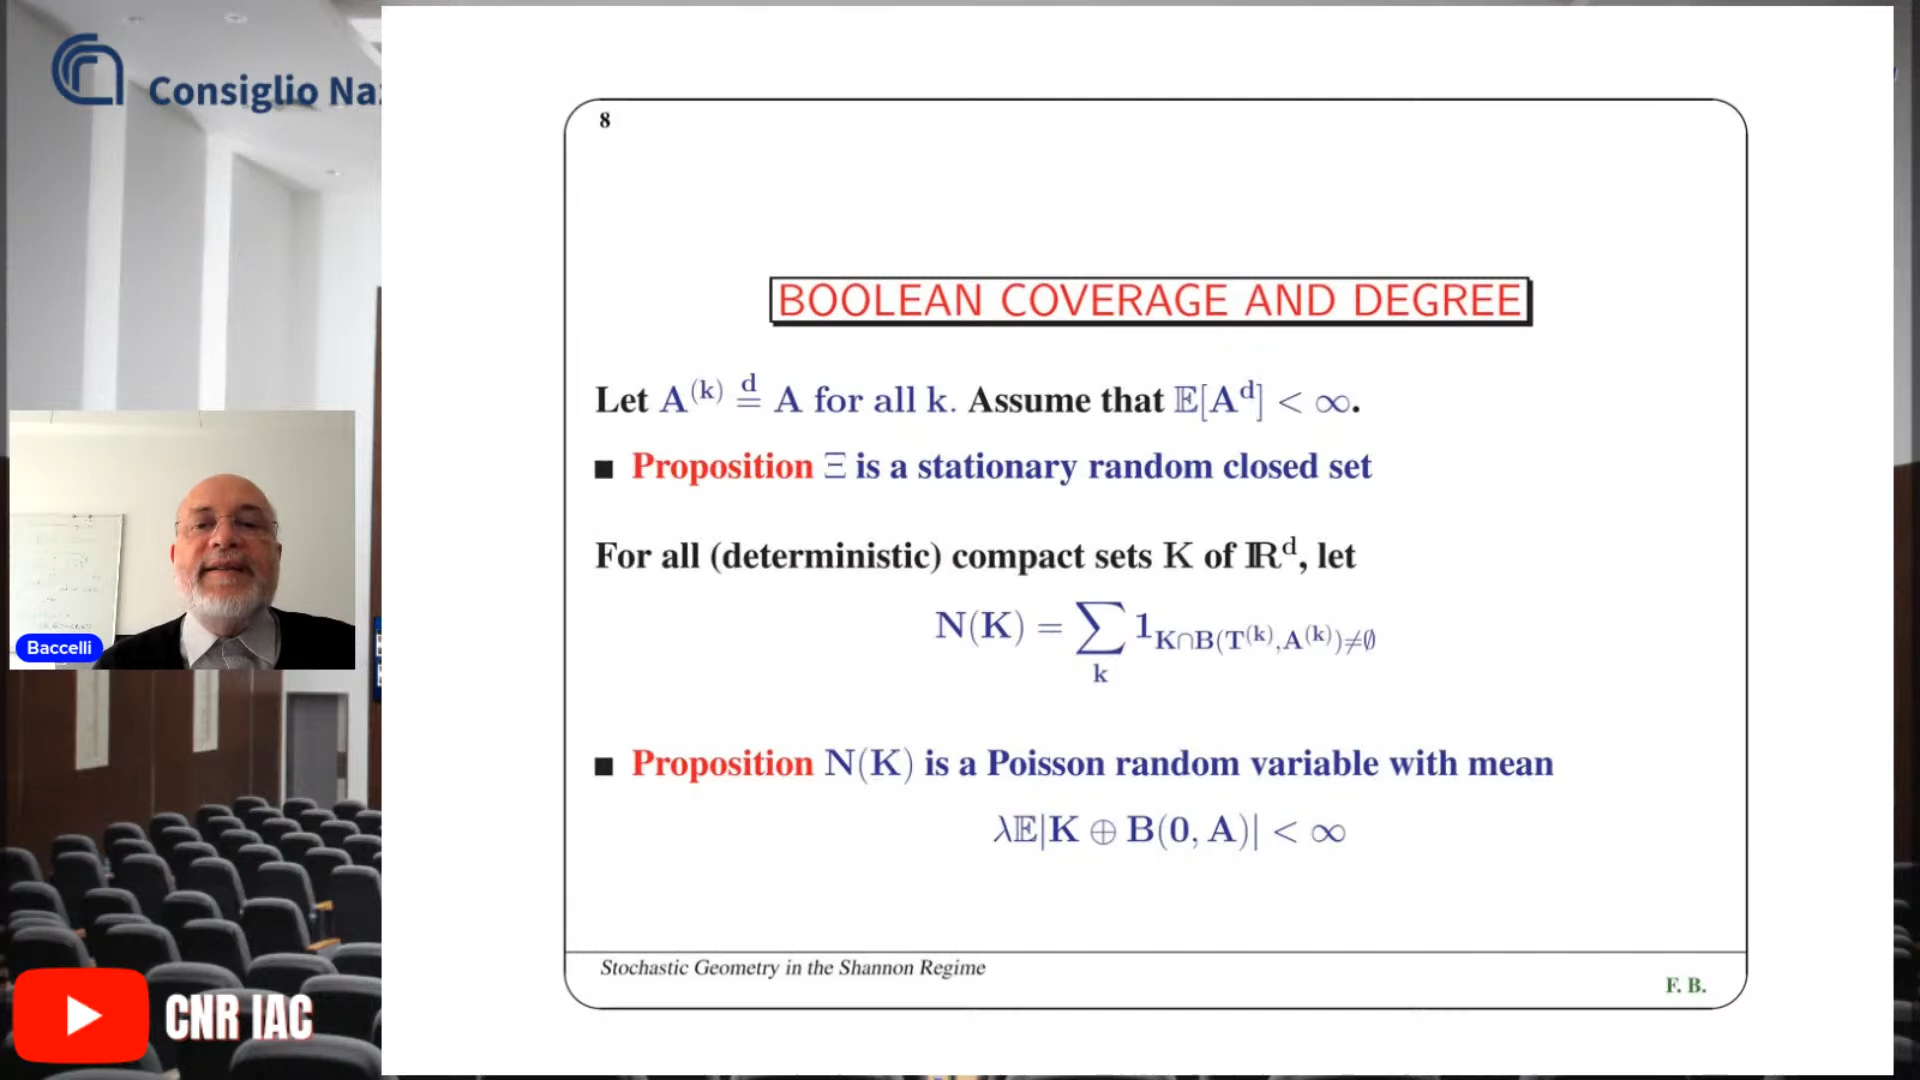 Consiglio Na
8
BOOLEAN COVERAGE AND DEGREE
Let A^(k) \stackrel{d}{=} A for all k. Assume that 𝔼[A^d] < ∞.
■ Proposition Ξ is a stationary random closed set
For all (deterministic) compact sets K of ℝ^d, let
N(K) = ∑_k 1_{K∩B(T^(k),A^(k))≠∅}
■ Proposition N(K) is a Poisson random variable with mean
λ𝔼|K ⊕ B(0, A)| < ∞
Stochastic Geometry in the Shannon Regime
F. B.
Baccelli
CNR IAC